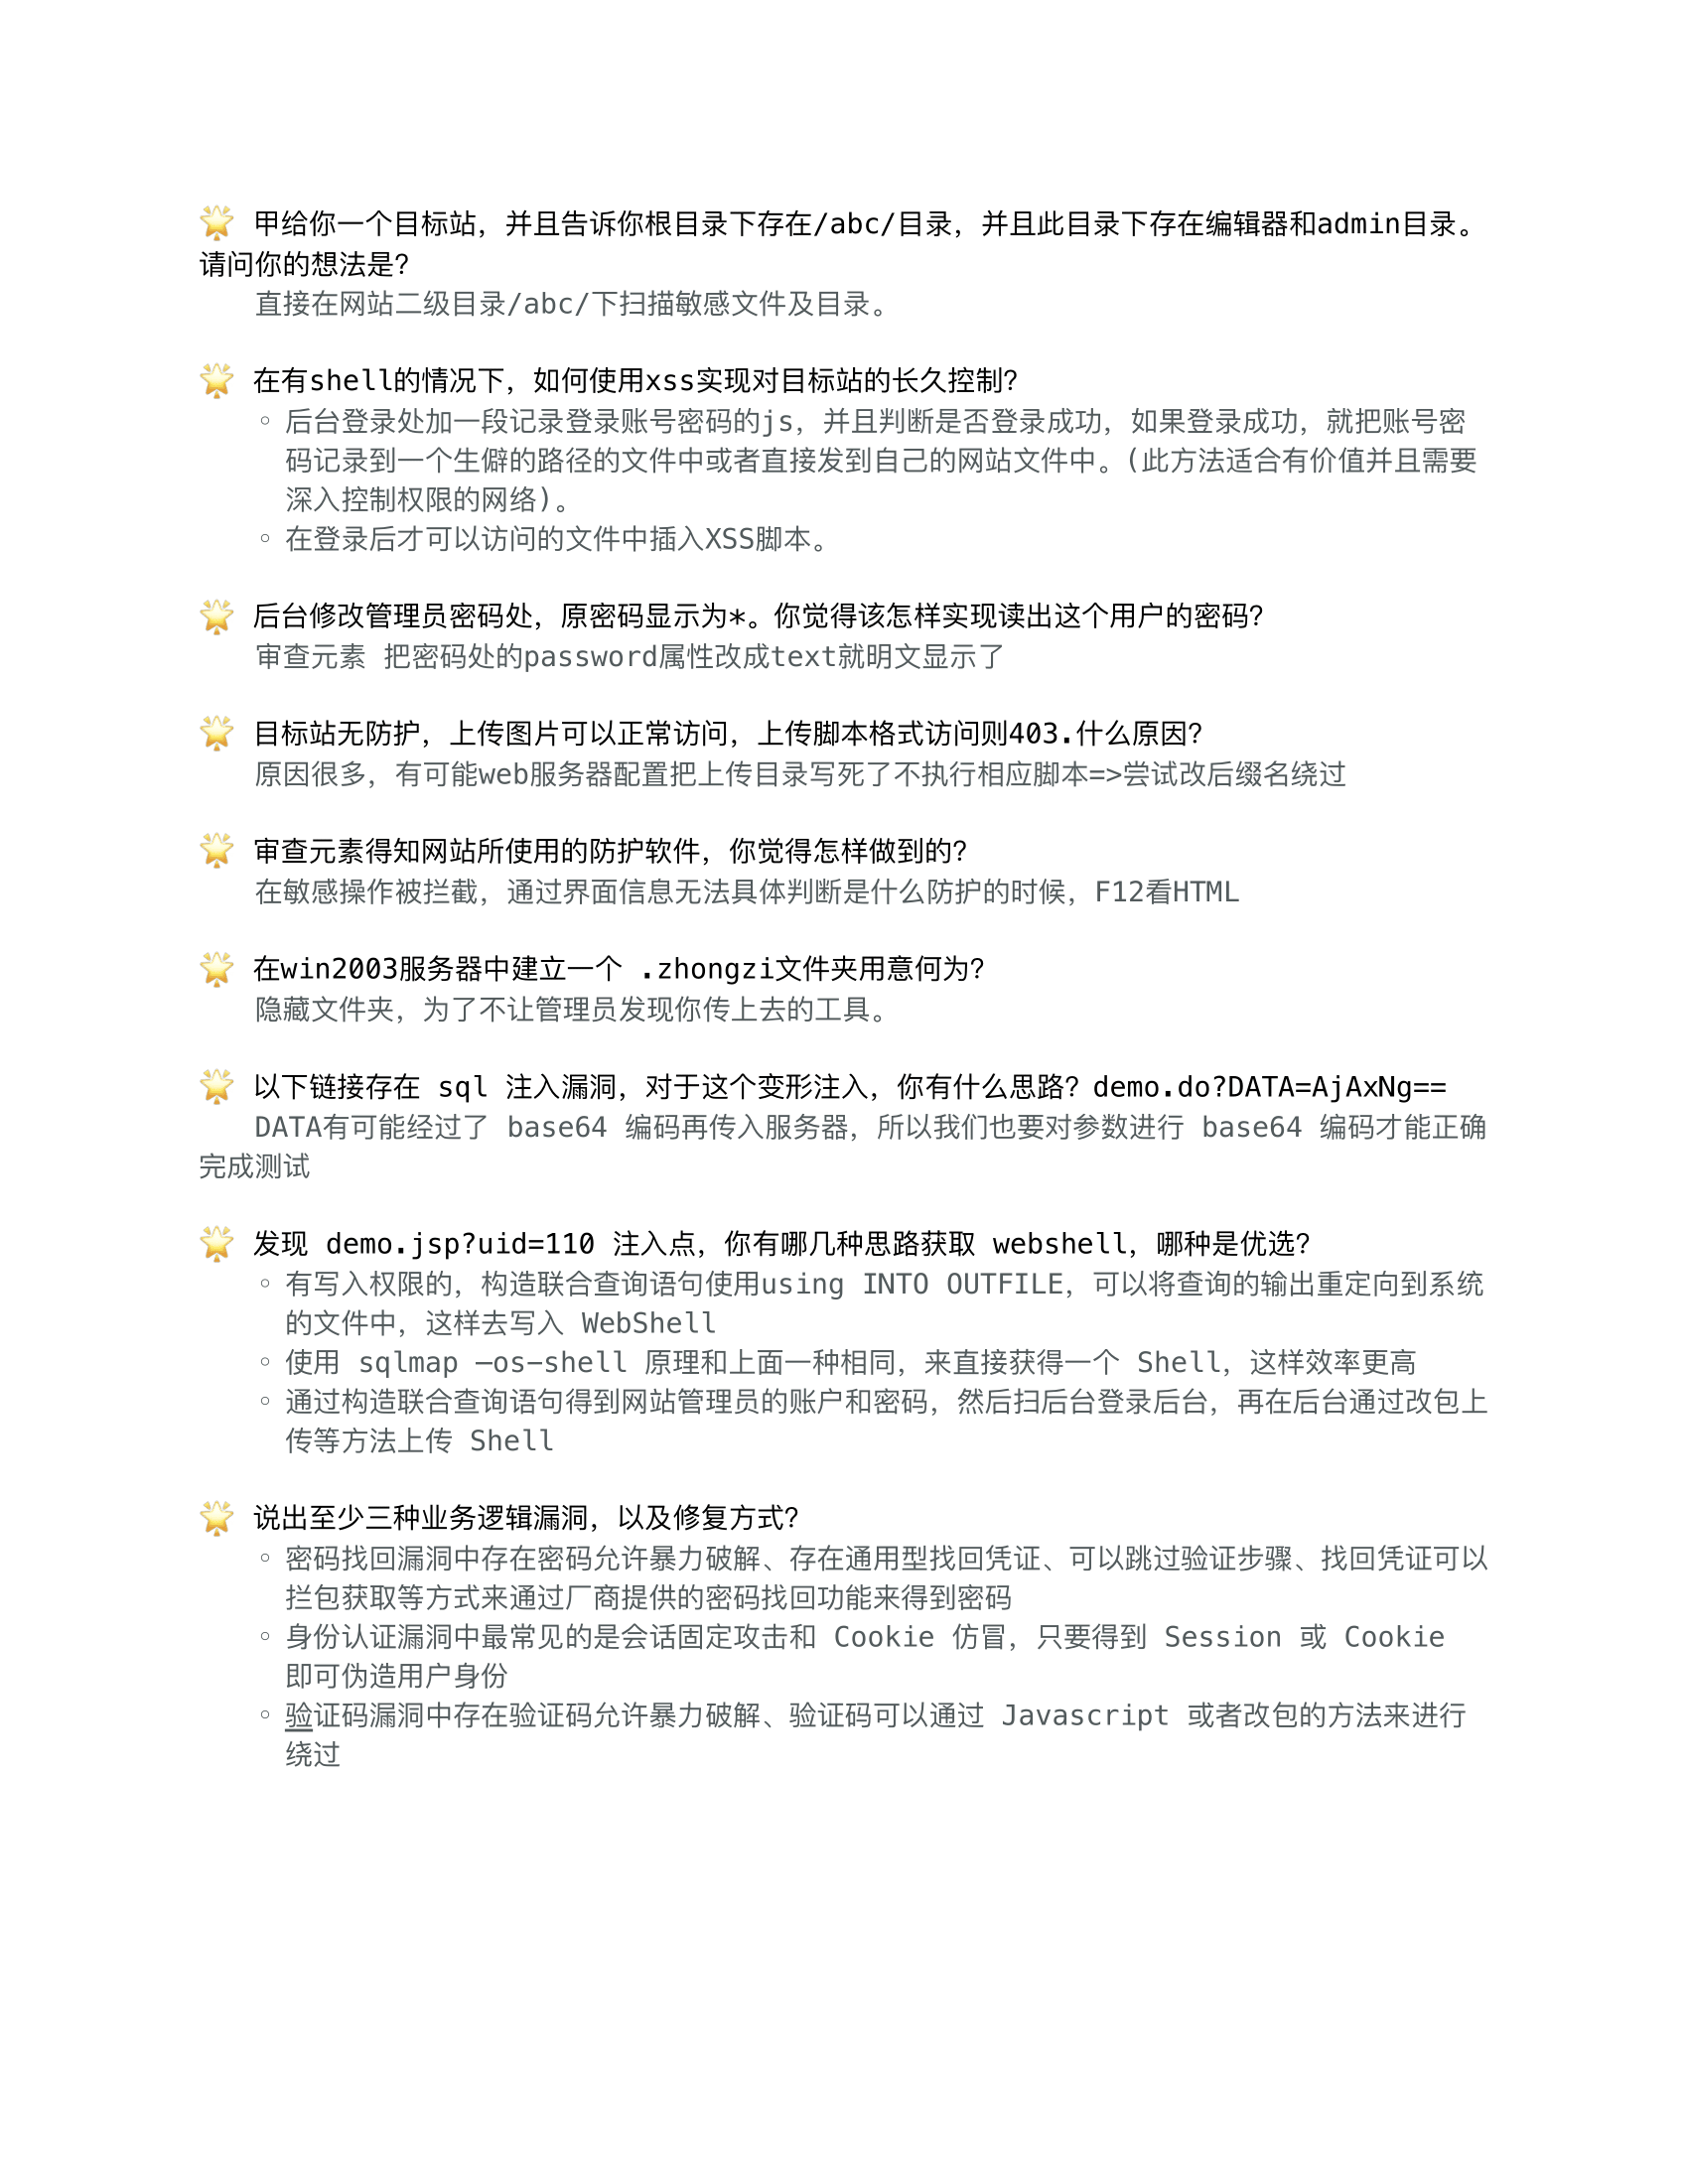 🌟 甲给你一个目标站，并且告诉你根目录下存在/abc/目录，并且此目录下存在编辑器和admin目录。
请问你的想法是？
直接在网站二级目录/abc/下扫描敏感文件及目录。
🌟 在有shell的情况下，如何使用xss实现对目标站的长久控制？
◦ 后台登录处加一段记录登录账号密码的js，并且判断是否登录成功，如果登录成功，就把账号密
码记录到一个生僻的路径的文件中或者直接发到自己的网站文件中。(此方法适合有价值并且需要
深入控制权限的网络)。
◦ 在登录后才可以访问的文件中插入XSS脚本。
🌟 后台修改管理员密码处，原密码显示为*。你觉得该怎样实现读出这个用户的密码？
审查元素 把密码处的password属性改成text就明文显示了
🌟 目标站无防护，上传图片可以正常访问，上传脚本格式访问则403.什么原因？
原因很多，有可能web服务器配置把上传目录写死了不执行相应脚本=>尝试改后缀名绕过
🌟 审查元素得知网站所使用的防护软件，你觉得怎样做到的？
在敏感操作被拦截，通过界面信息无法具体判断是什么防护的时候，F12看HTML
🌟 在win2003服务器中建立一个 .zhongzi文件夹用意何为？
隐藏文件夹，为了不让管理员发现你传上去的工具。
🌟 以下链接存在 sql 注入漏洞，对于这个变形注入，你有什么思路？demo.do?DATA=AjAxNg==
DATA有可能经过了 base64 编码再传入服务器，所以我们也要对参数进行 base64 编码才能正确
完成测试
🌟 发现 demo.jsp?uid=110 注入点，你有哪几种思路获取 webshell，哪种是优选？
◦ 有写入权限的，构造联合查询语句使用using INTO OUTFILE，可以将查询的输出重定向到系统
的文件中，这样去写入 WebShell
◦ 使用 sqlmap –os-shell 原理和上面一种相同，来直接获得一个 Shell，这样效率更高
◦ 通过构造联合查询语句得到网站管理员的账户和密码，然后扫后台登录后台，再在后台通过改包上
传等方法上传 Shell
🌟 说出至少三种业务逻辑漏洞，以及修复方式？
◦ 密码找回漏洞中存在密码允许暴力破解、存在通用型找回凭证、可以跳过验证步骤、找回凭证可以
拦包获取等方式来通过厂商提供的密码找回功能来得到密码
◦ 身份认证漏洞中最常见的是会话固定攻击和 Cookie 仿冒，只要得到 Session 或 Cookie
即可伪造用户身份
◦ 验证码漏洞中存在验证码允许暴力破解、验证码可以通过 Javascript 或者改包的方法来进行
绕过